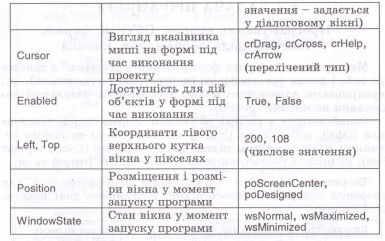 значення – задається
у діалоговому вікні)
Cursor
Вигляд вказівника
миші на формі під
час виконання
проекту
crDrag, crCross, crHelp,
crArrow
(перелічений тип)
Enabled
Доступність для дій
об'єктів у формі під
час виконання
True, False
Left, Top
Координати лівого
верхнього кутка
вікна у пікселях
200, 108
(числове значення)
Position
Розміщення і розмі-
ри вікна у момент
запуску програми
poScreenCenter,
poDesigned
WindowState
Стан вікна у момент
запуску програми
wsNormal, wsMaximized,
wsMinimized